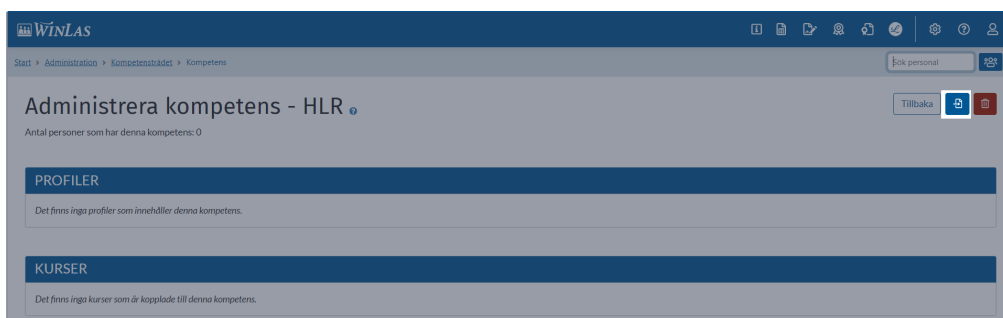 WINLAS
Start > Administration > Kompetensträdet > Kompetens
Sök personal
Administrera kompetens - HLR
Tillbaka
Antal personer som har denna kompetens: 0
PROFILER
Det finns inga profiler som innehåller denna kompetens.
KURSER
Det finns inga kurser som är kopplade till denna kompetens.